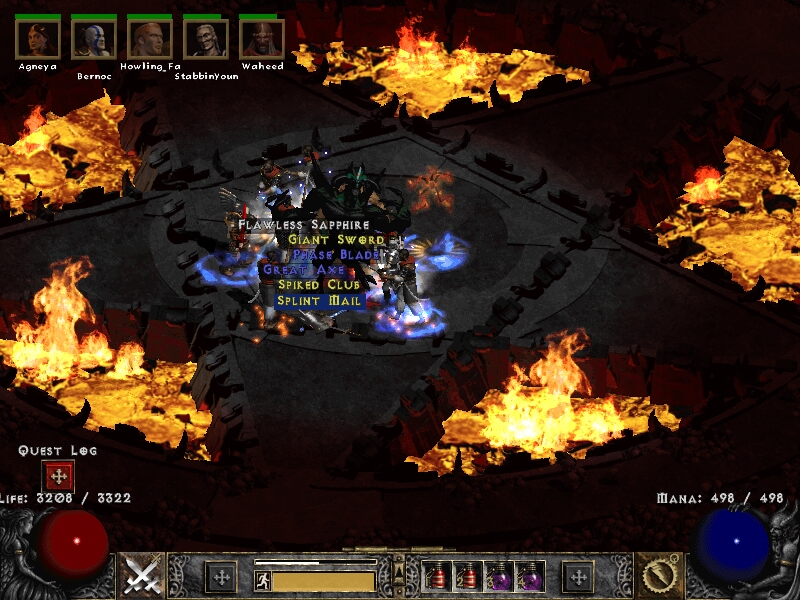 Agneya
Bernoc
Howling_Fa
StabbinYoun
Waheed
Flawless Sapphire
Giant Sword
Phase Blade
Great Axe
Spiked Club
Splint Mail
Quest Log
Life: 3208 / 3322
Mana: 498 / 498